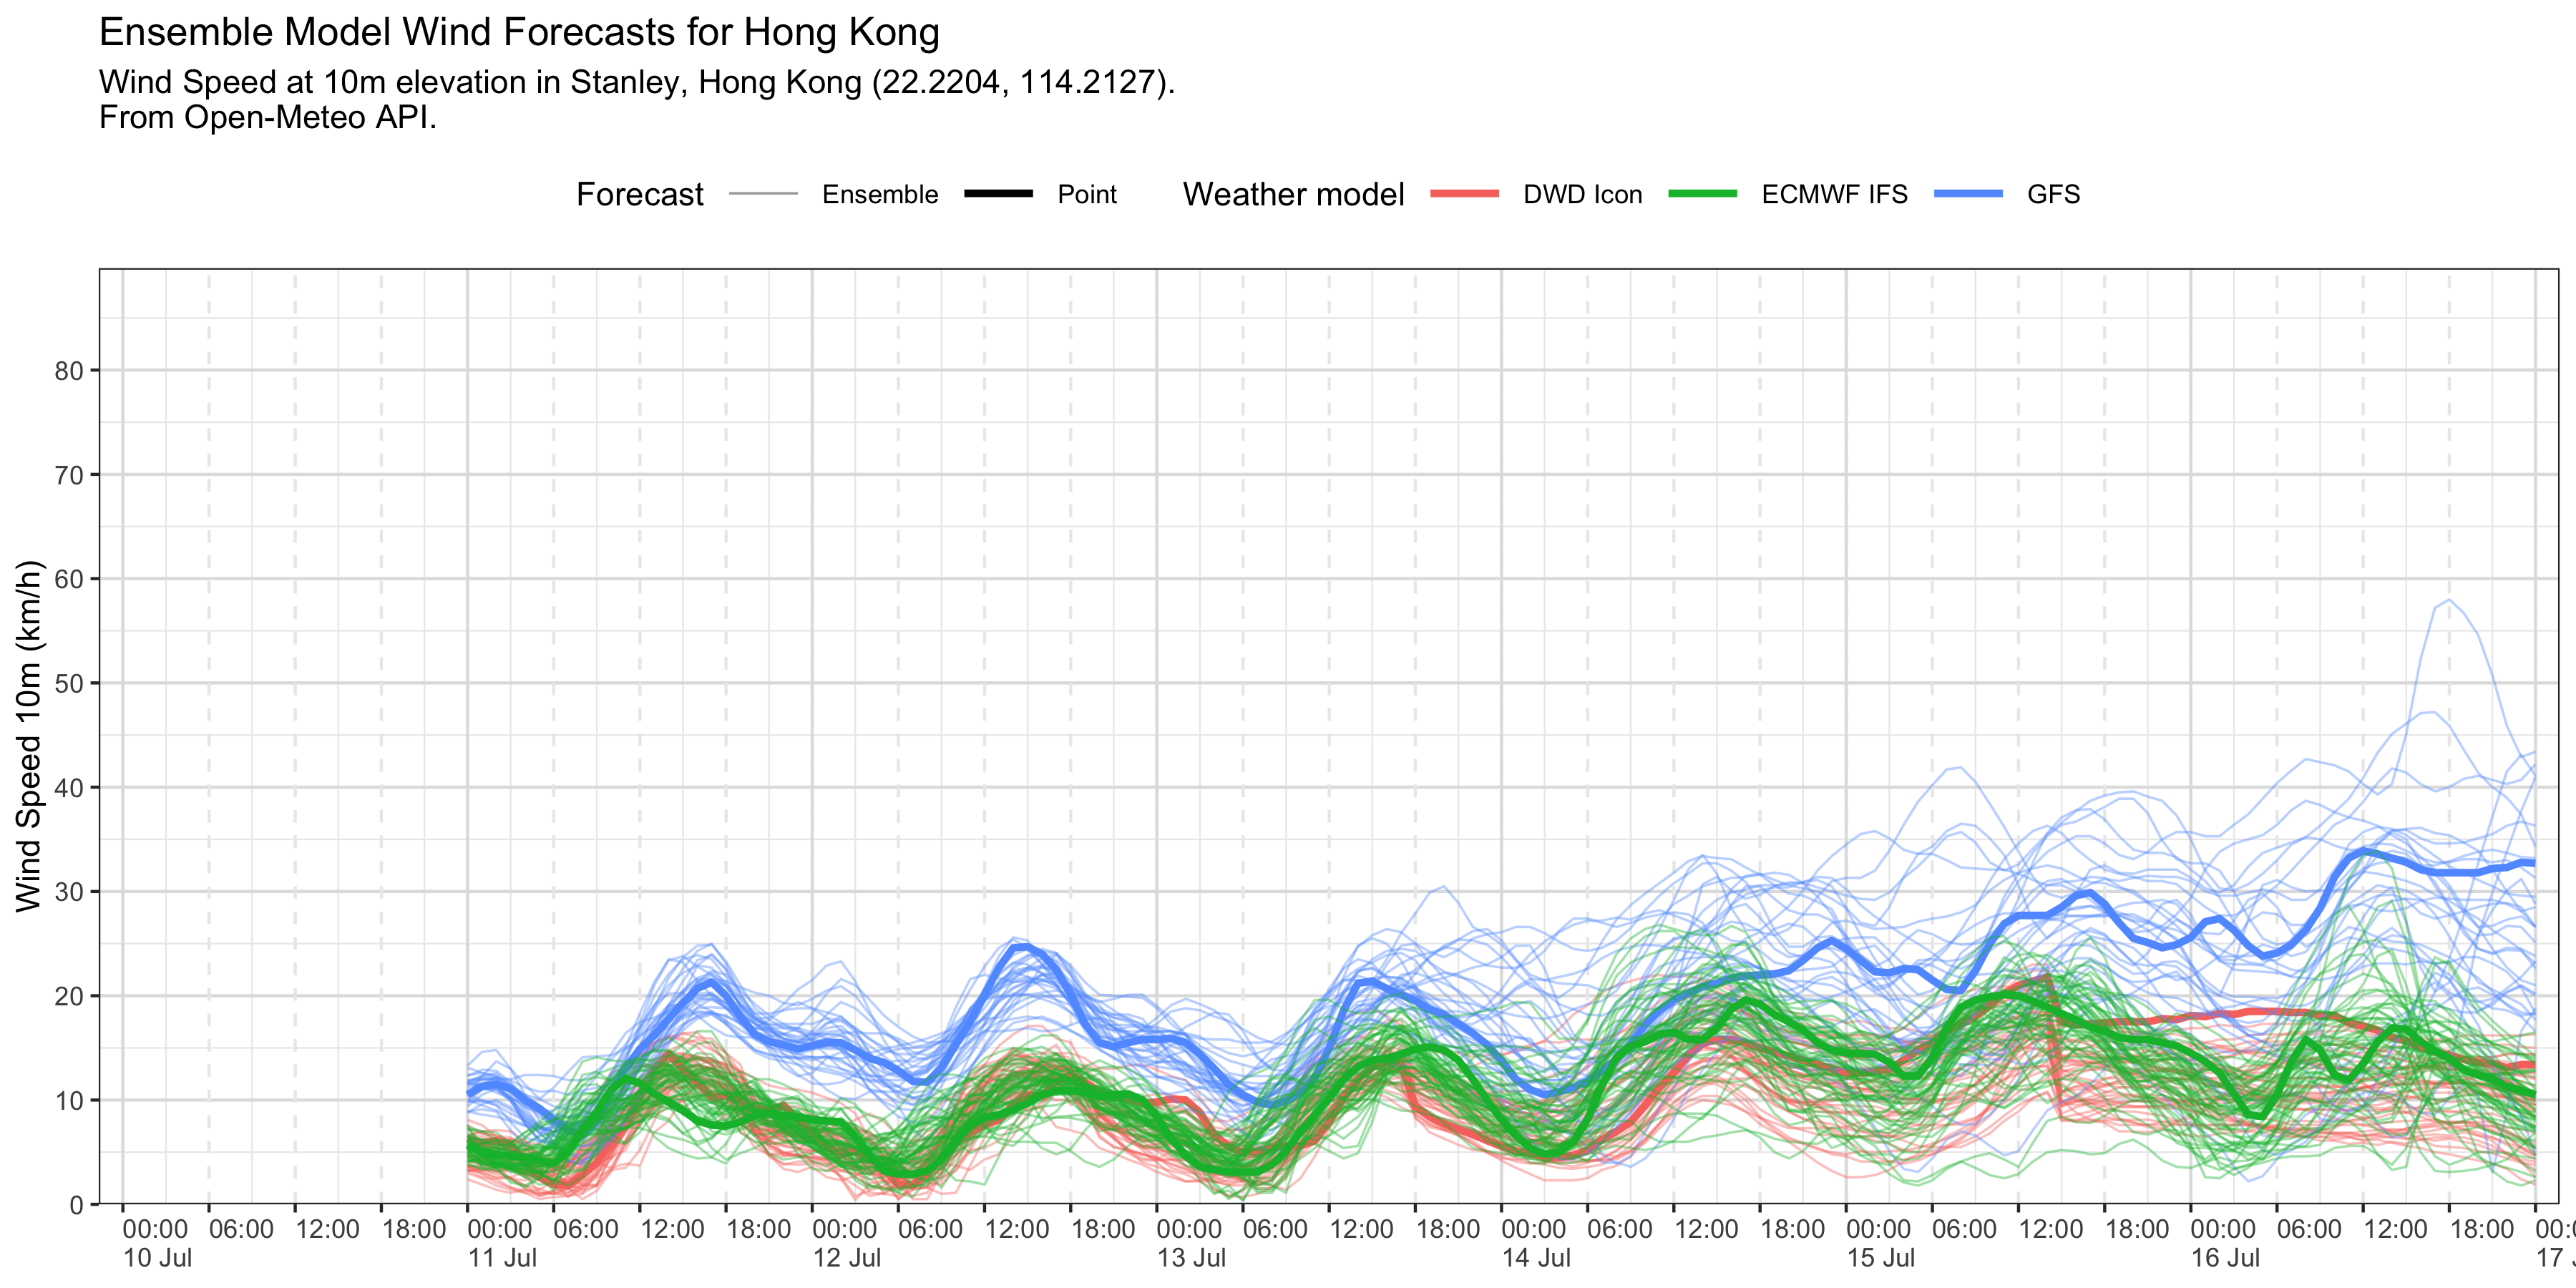 Ensemble Model Wind Forecasts for Hong Kong
Wind Speed at 10m elevation in Stanley, Hong Kong (22.2204, 114.2127).
From Open-Meteo API.
Forecast Ensemble Point Weather model DWD Icon ECMWF IFS GFS
Wind Speed 10m (km/h)
80
70
60
50
40
30
20
10
0
00:00 06:00 12:00 18:00 00:00 06:00 12:00 18:00 00:00 06:00 12:00 18:00 00:00 06:00 12:00 18:00 00:00 06:00 12:00 18:00 00:00 06:00 12:00 18:00 00:00 06:00 12:00 18:00 00:0
10 Jul 11 Jul 12 Jul 13 Jul 14 Jul 15 Jul 16 Jul 17